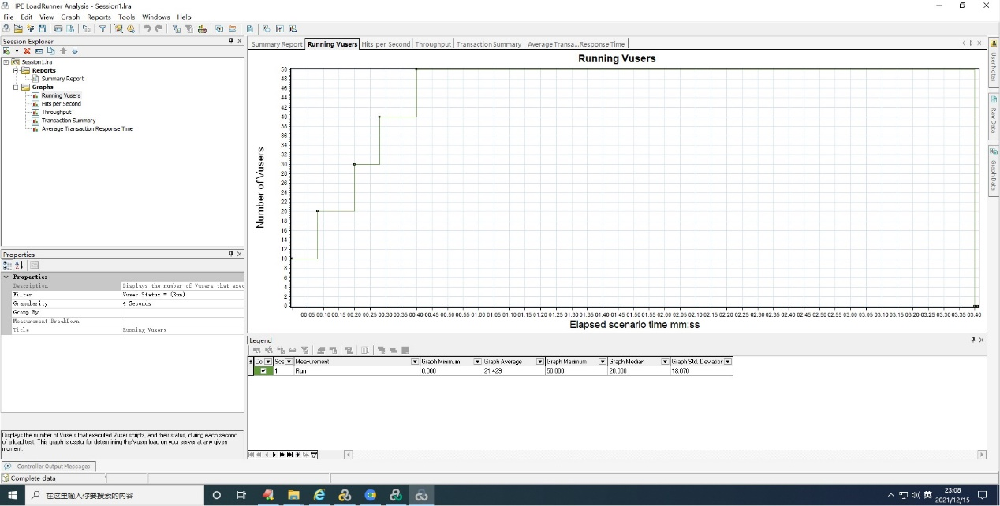 HPE LoadRunner Analysis - Session1.lra
File Edit View Graph Reports Tools Windows Help
Session Explorer
Session1.lra
Reports
Summary Report
Graphs
Running Vusers
Hits per Second
Throughput
Transaction Summary
Average Transaction Response Time
Properties
Properties
Description Displays the number of Vusers that exec
Filter Vuser Status = (Run)
Granularity 4 Seconds
Group By
Measurement BreakDown
Title Running Vusers
Displays the number of Vusers that executed Vuser scripts, and their status, during each second
of a load test. This graph is useful for determining the Vuser load on your server at any given
moment.
Summary Report Running Vusers Hits per Second Throughput Transaction Summary Average Transa...Response Time
Running Vusers
Number of Vusers
50
48
46
44
42
40
38
36
34
32
30
28
26
24
22
20
18
16
14
12
10
8
6
4
2
0
00:05 00:10 00:15 00:20 00:25 00:30 00:35 00:40 00:45 00:50 00:55 01:00 01:05 01:10 01:15 01:20 01:25 01:30 01:35 01:40 01:45 01:50 01:55 02:00 02:05 02:10 02:15 02:20 02:25 02:30 02:35 02:40 02:45 02:50 02:55 03:00 03:05 03:10 03:15 03:20 03:25 03:30 03:35 03:40
Elapsed scenario time mm:ss
User Notes
Raw Data
Graph Data
Legend
Col Sca Measurement Graph Minimum Graph Average Graph Maximum Graph Median Graph Std. Deviation
1 Run 0.000 21.429 50.000 20.000 18.070
Controller Output Messages
Complete data
在这里输入你要搜索的内容
英
23:08
2021/12/15